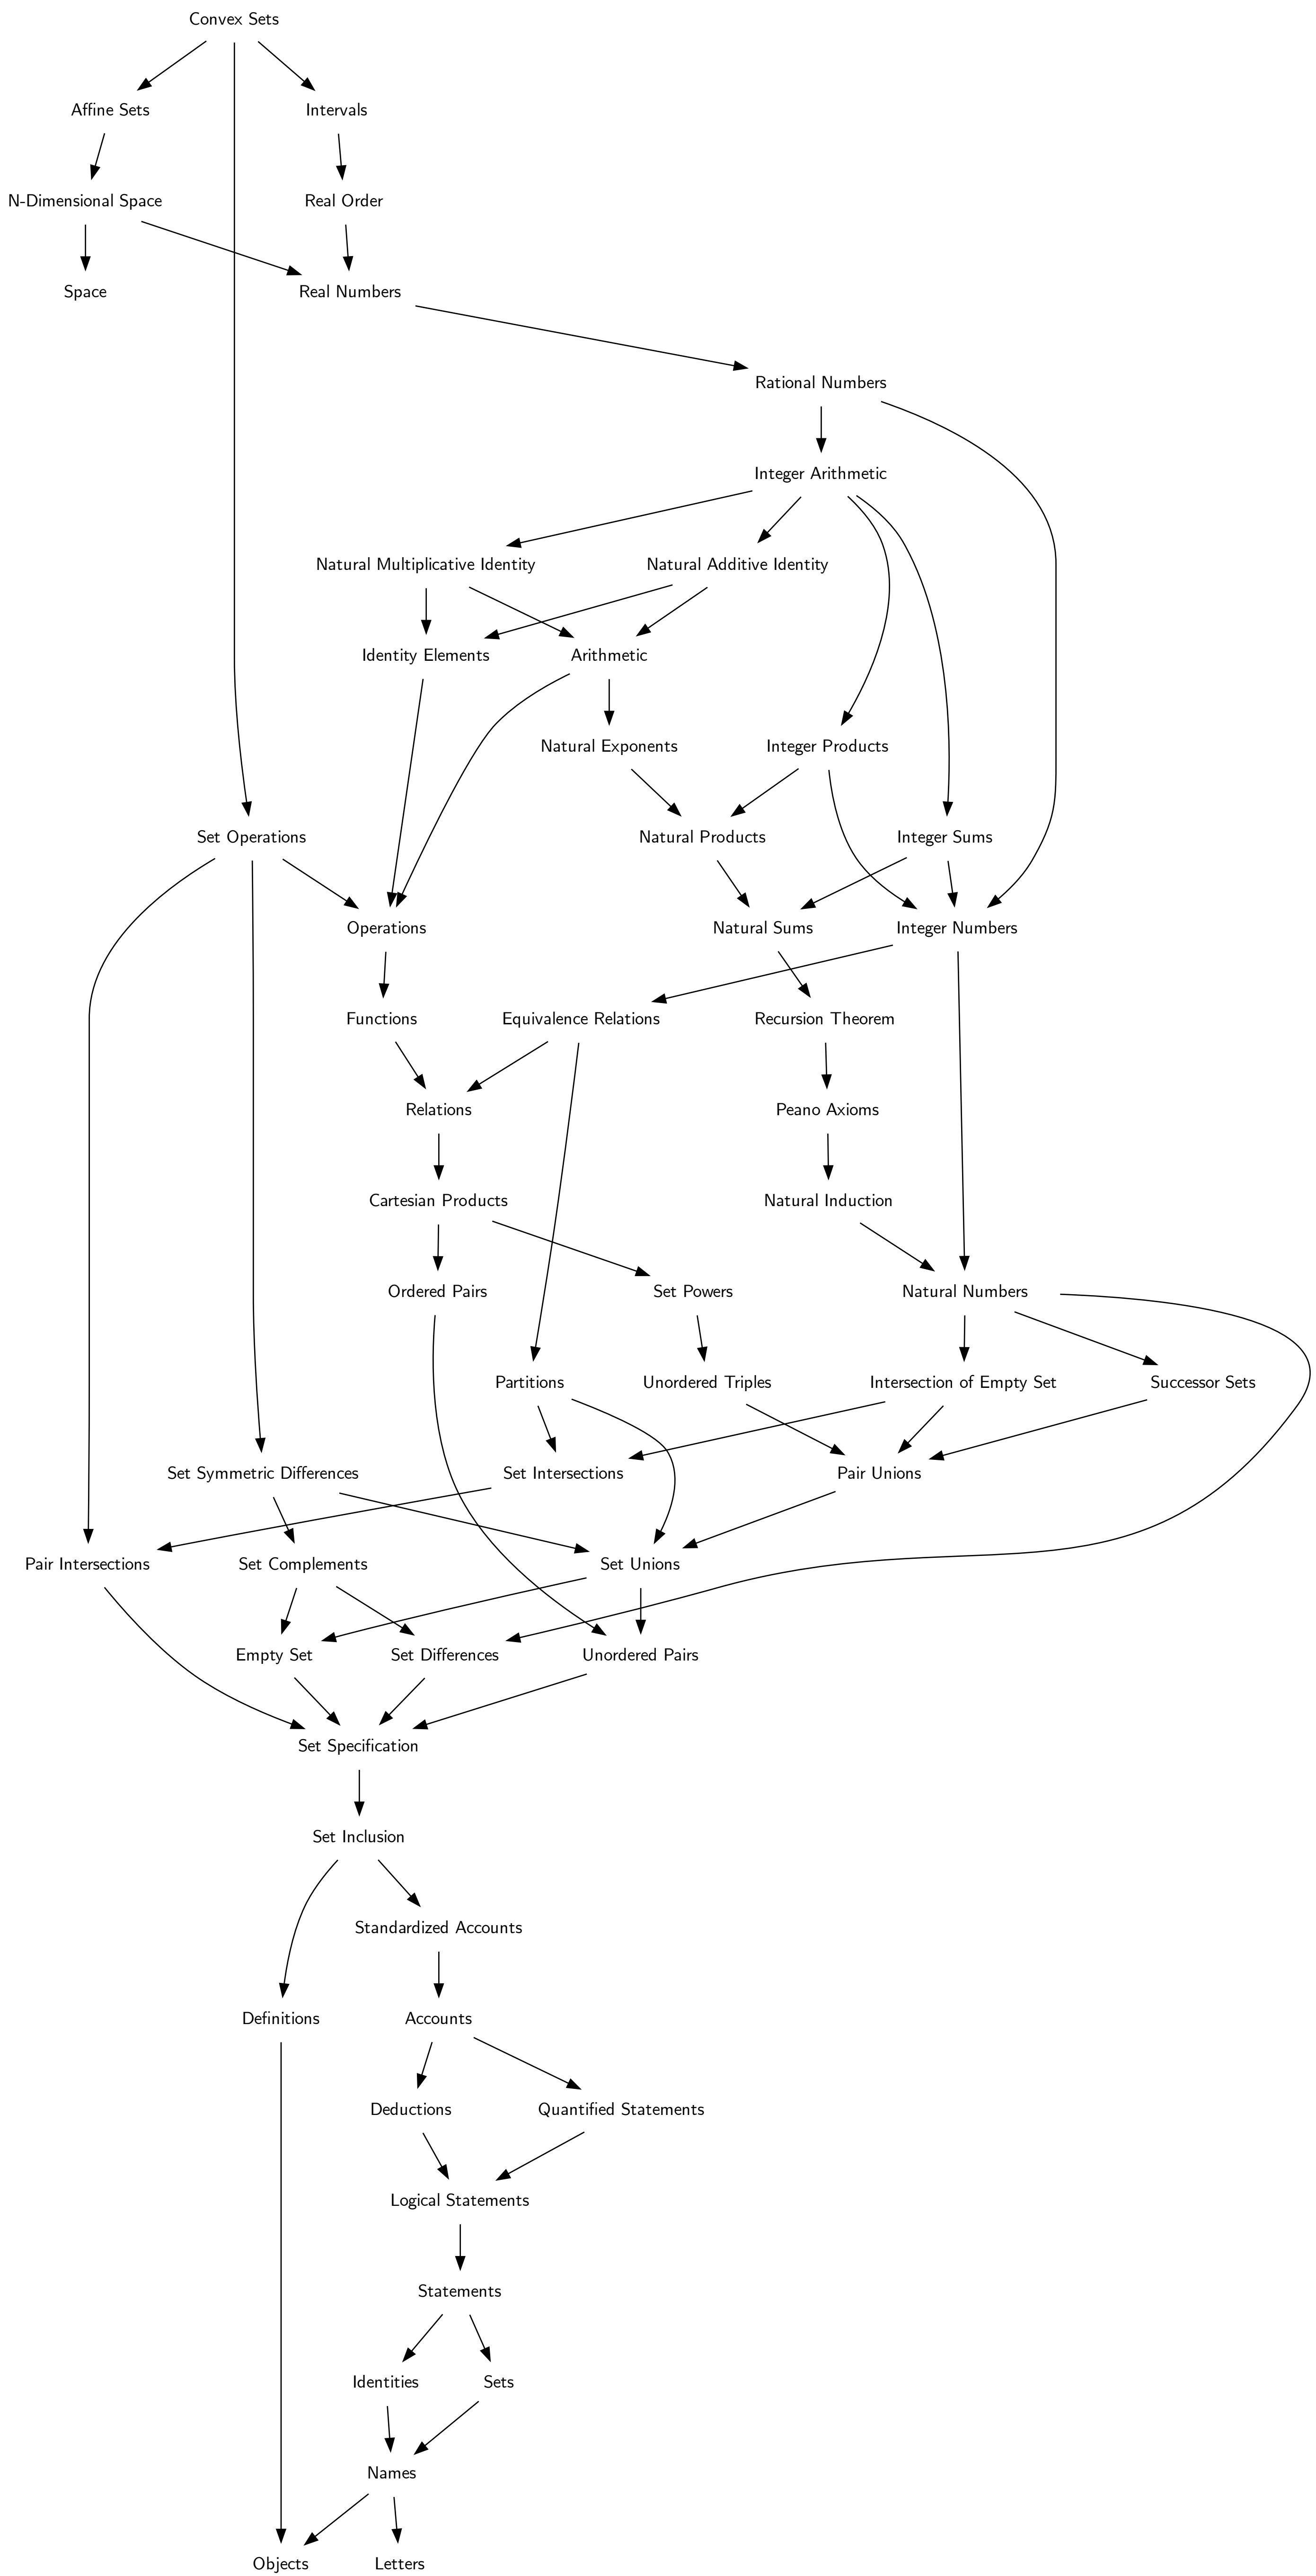 Convex Sets
Affine Sets
Intervals
N-Dimensional Space
Real Order
Space
Real Numbers
Rational Numbers
Integer Arithmetic
Natural Multiplicative Identity
Natural Additive Identity
Identity Elements
Arithmetic
Natural Exponents
Integer Products
Set Operations
Natural Products
Integer Sums
Operations
Natural Sums
Integer Numbers
Functions
Equivalence Relations
Recursion Theorem
Relations
Peano Axioms
Cartesian Products
Natural Induction
Ordered Pairs
Set Powers
Natural Numbers
Partitions
Unordered Triples
Intersection of Empty Set
Successor Sets
Set Symmetric Differences
Set Intersections
Pair Unions
Pair Intersections
Set Complements
Set Unions
Empty Set
Set Differences
Unordered Pairs
Set Specification
Set Inclusion
Standardized Accounts
Definitions
Accounts
Deductions
Quantified Statements
Logical Statements
Statements
Identities
Sets
Names
Objects
Letters